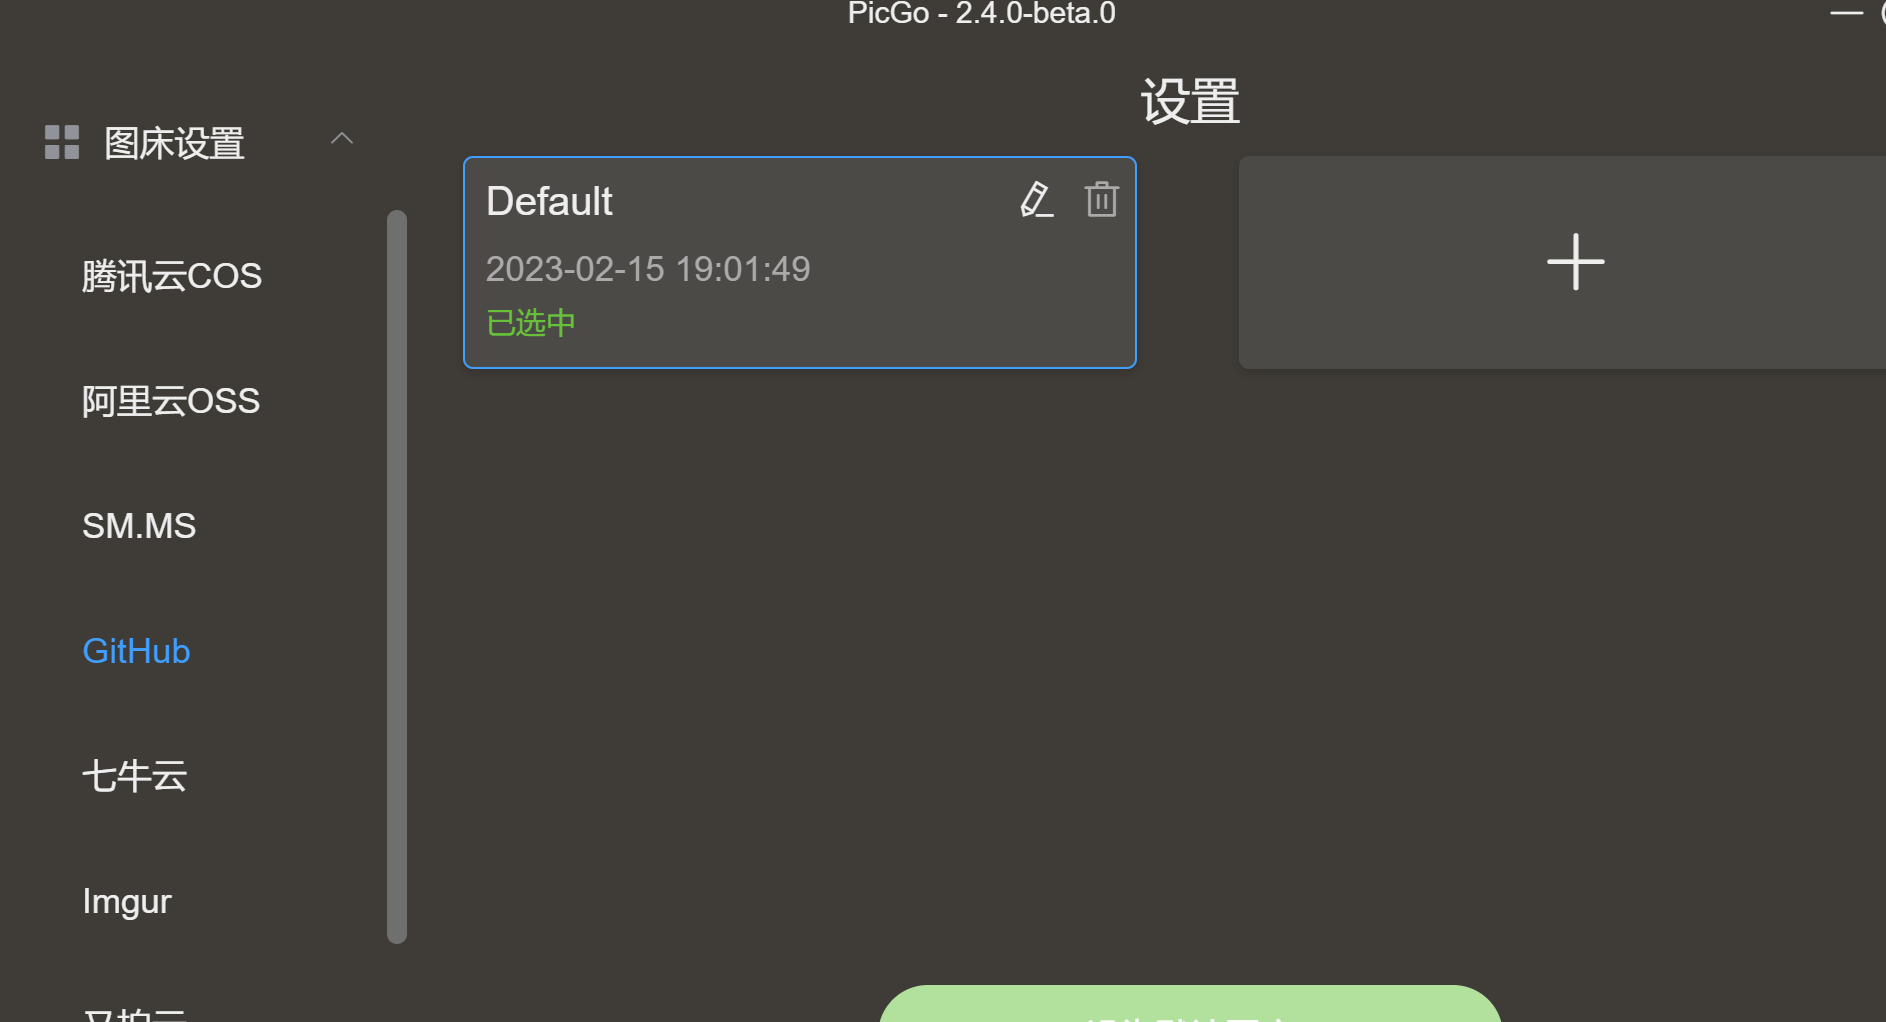 PicGo - 2.4.0-beta.0
图床设置
腾讯云COS
阿里云OSS
SM.MS
GitHub
七牛云
Imgur
设置
Default
2023-02-15 19:01:49
已选中